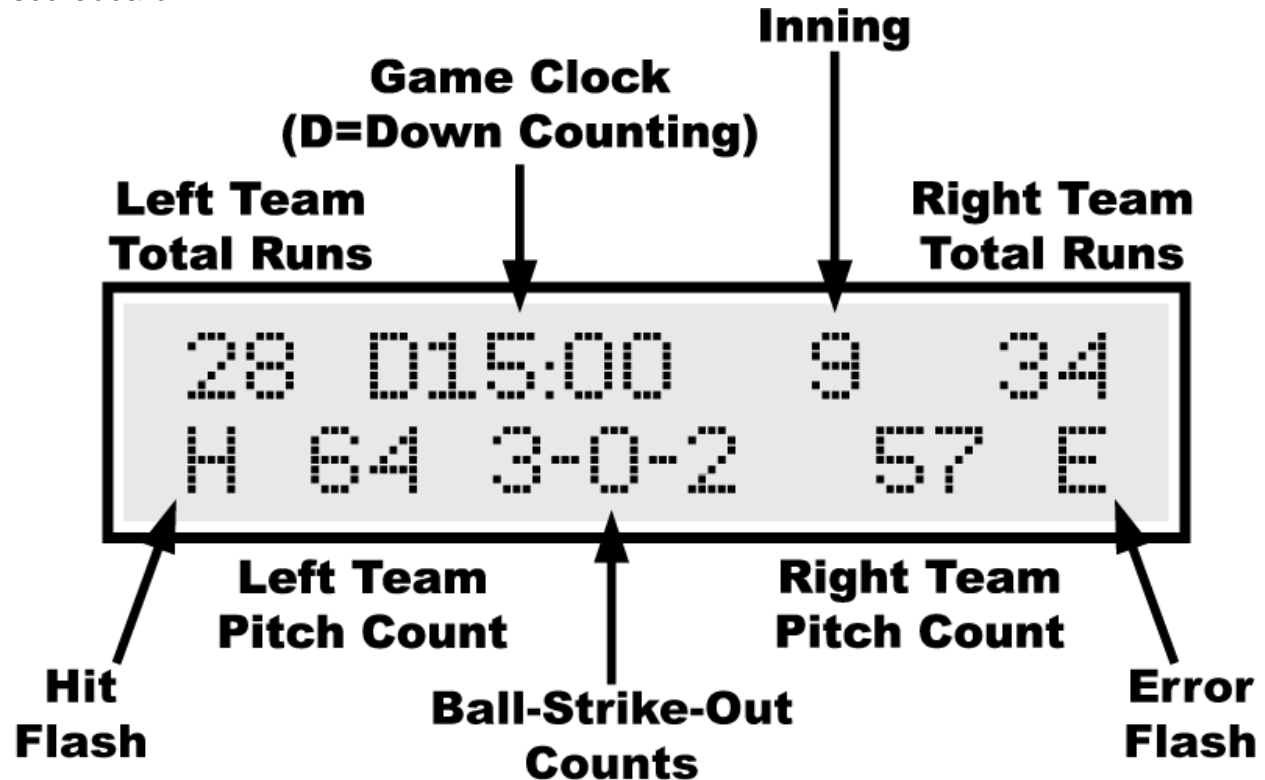 Inning
Game Clock
(D=Down Counting)
Left Team
Total Runs
Right Team
Total Runs
28 D15:00 9 34
H 64 3-0-2 57 E
Left Team
Pitch Count
Right Team
Pitch Count
Hit
Flash
Ball-Strike-Out
Counts
Error
Flash